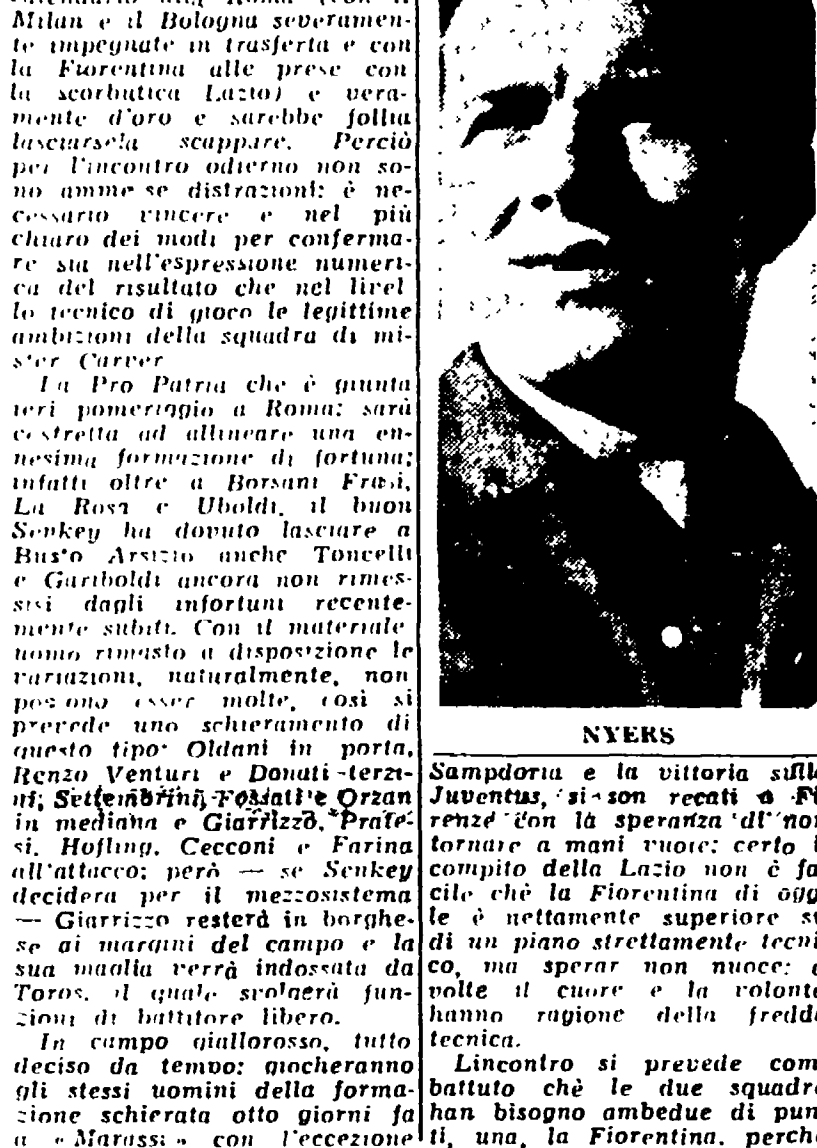 Milan e il Bologna severamen-
te impegnate in trasferta e con
la Fiorentina alle prese con
la scorbutica Lazio) e vera-
mente d'oro e sarebbe follia
lasciarsela scappare. Perciò
per l'incontro odierno non so-
no ammesse distrazioni: è ne-
cessario vincere e nel più
chiaro dei modi per conferma-
re sia nell'espressione numeri-
ca del risultato che nel livel
lo tecnico di gioco le legittime
ambizioni della squadra di mi-
ster Carver
La Pro Patria che è giunta
ieri pomeriggio a Roma: sarà
costretta ad allineare una en-
nesima formazione di fortuna;
infatti oltre a Borsani Frasi,
La Rosa e Uboldi, il buon
Senkey ha dovuto lasciare a
Busto Arsizio anche Toncelli
e Gariboldi ancora non rimes-
sisi dagli infortuni recente-
mente subiti. Con il materiale
uomo rimasto a disposizione le
variazioni, naturalmente, non
possono esser molte, così si
prevede uno schieramento di
questo tipo: Oldani in porta,
Renzo Venturi e Donati terzi-
ni; Settembrini, Fossati e Orzan
in mediana e Giarrizzo, Prate-
si, Hofling, Cecconi e Farina
all'attacco; però — se Senkey
deciderà per il mezzosistema
— Giarrizzo resterà in borghe-
se ai margini del campo e la
sua maglia verrà indossata da
Toros, il quale svolgerà fun-
zioni di battitore libero.
In campo giallorosso, tutto
deciso da tempo: giocheranno
gli stessi uomini della forma-
zione schierata otto giorni fa
a « Marassi » con l'eccezione
NYERS
Sampdoria e la vittoria sulla
Juventus, si son recati a Fi
renze con la speranza di non
tornare a mani vuote: certo i
compito della Lazio non è fa
cile chè la Fiorentina di oggi
le è nettamente superiore su
di un piano strettamente tecni
co, ma sperar non nuoce: a
volte il cuore e la volontà
hanno ragione della fredda
tecnica.
Lincontro si prevede com
battuto chè le due squadre
han bisogno ambedue di pun
ti, una, la Fiorentina, perchè